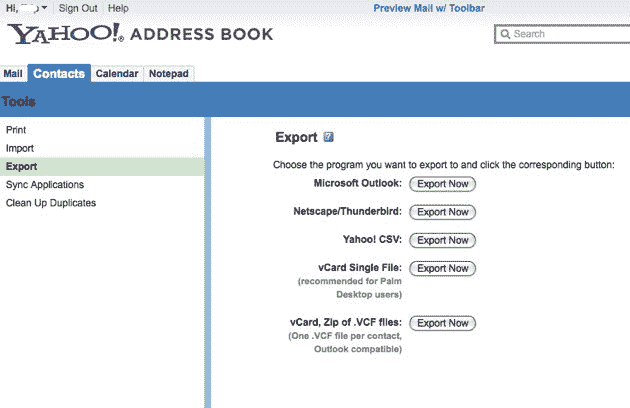 Hi,
Sign Out
Help
Preview Mail w/ Toolbar
YAHOO!® ADDRESS BOOK
Search
Mail
Contacts
Calendar
Notepad
Tools
Print
Import
Export
Sync Applications
Clean Up Duplicates
Export ?
Choose the program you want to export to and click the corresponding button:
Microsoft Outlook: Export Now
Netscape/Thunderbird: Export Now
Yahoo! CSV: Export Now
vCard Single File: Export Now
(recommended for Palm
Desktop users)
vCard, Zip of .VCF files: Export Now
(One .VCF file per contact,
Outlook compatible)